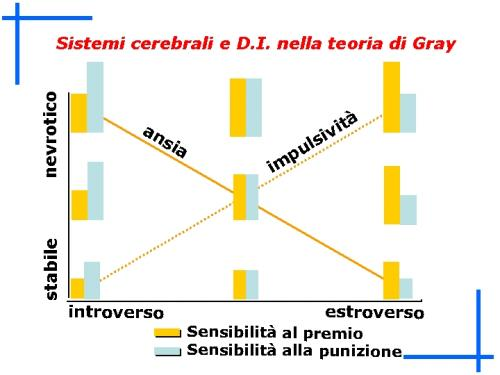 Sistemi cerebrali e D.I. nella teoria di Gray
nevrotico
ansia
impulsività
stabile
introverso
estroverso
Sensibilità al premio
Sensibilità alla punizione